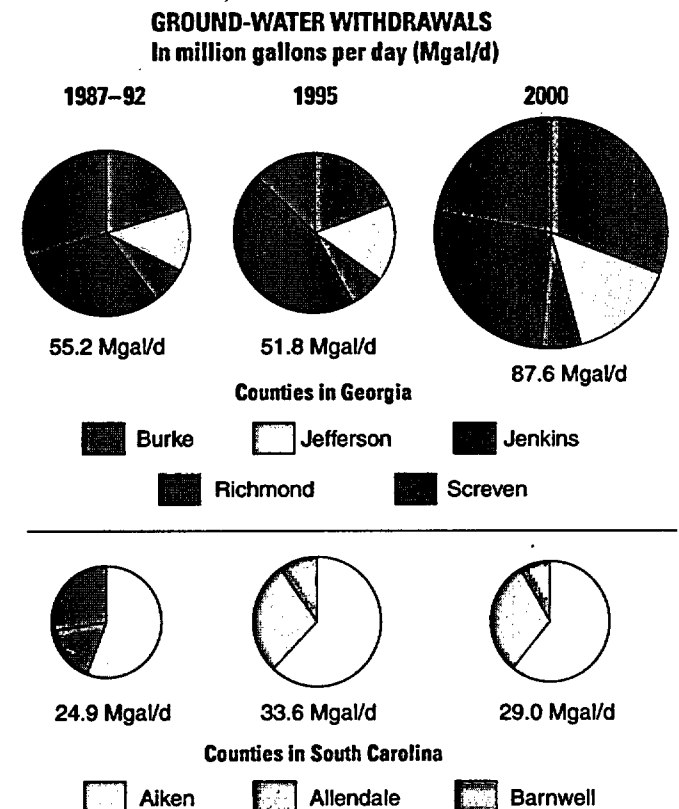 GROUND-WATER WITHDRAWALS
In million gallons per day (Mgal/d)
1987–92 1995 2000
55.2 Mgal/d 51.8 Mgal/d 87.6 Mgal/d
Counties in Georgia
Burke Jefferson Jenkins
Richmond Screven
24.9 Mgal/d 33.6 Mgal/d 29.0 Mgal/d
Counties in South Carolina
Aiken Allendale Barnwell